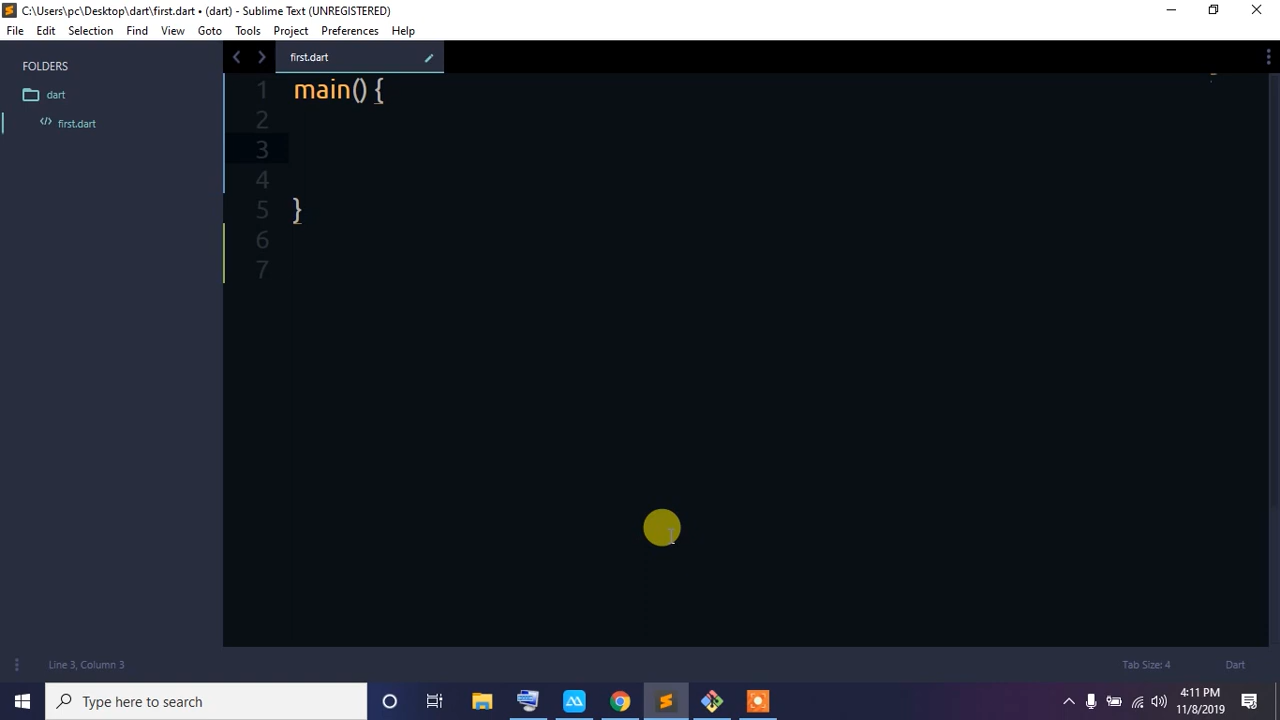 C:\Users\pc\Desktop\dart\first.dart • (dart) - Sublime Text (UNREGISTERED)
File Edit Selection Find View Goto Tools Project Preferences Help
FOLDERS
dart
first.dart
first.dart
1 main() {
2
3
4
5 }
6
7
Line 3, Column 3
Tab Size: 4
Dart
Type here to search
4:11 PM
11/8/2019